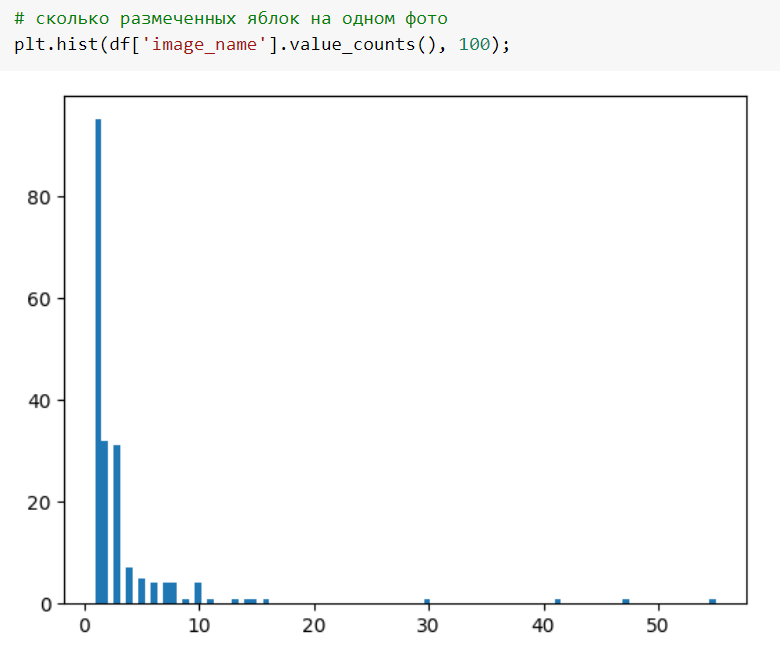 # сколько размеченных яблок на одном фото
plt.hist(df['image_name'].value_counts(), 100);
80
60
40
20
0
0 10 20 30 40 50